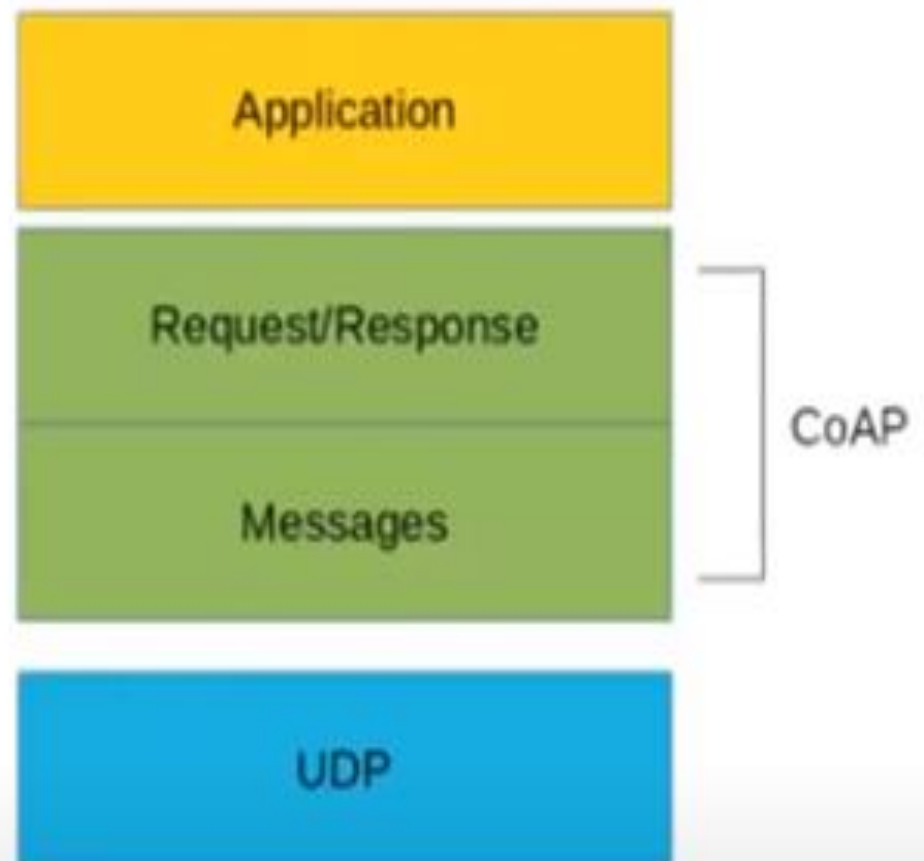 Application
Request/Response
CoAP
Messages
UDP